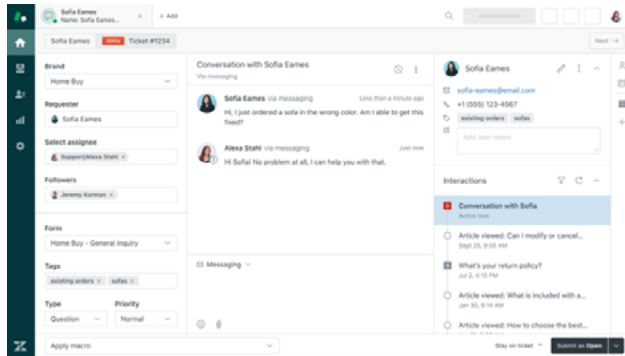 Sofia Eames
Name: Sofia Eames...
+ Add
Sofia Eames
OPEN
Ticket #1234
Next
Brand
Home Buy
Requester
Sofia Eames
Select assignee
Support/Alexa Stahl ×
Followers
Jeremy Korman ×
Form
Home Buy - General inquiry
Tags
existing orders ×
sofas ×
Type
Priority
Question
Normal
Apply macro
Conversation with Sofia Eames
Via messaging
Sofia Eames via messaging
Less than a minute ago
Hi, I just ordered a sofa in the wrong color. Am I able to get this
fixed?
Alexa Stahl via messaging
Just now
Hi Sofia! No problem at all, I can help you with that.
Messaging
Sofia Eames
sofia-eames@email.com
+1 (555) 123-4567
existing orders
sofas
Add user notes
Interactions
Conversation with Sofia
Active now
Article viewed: Can I modify or cancel...
Sept 25, 9:05 AM
What's your return policy?
Jul 2, 4:10 PM
Article viewed: What is included with a...
Jan 30, 9:14 AM
Article viewed: How to choose the best...
Stay on ticket
Submit as Open